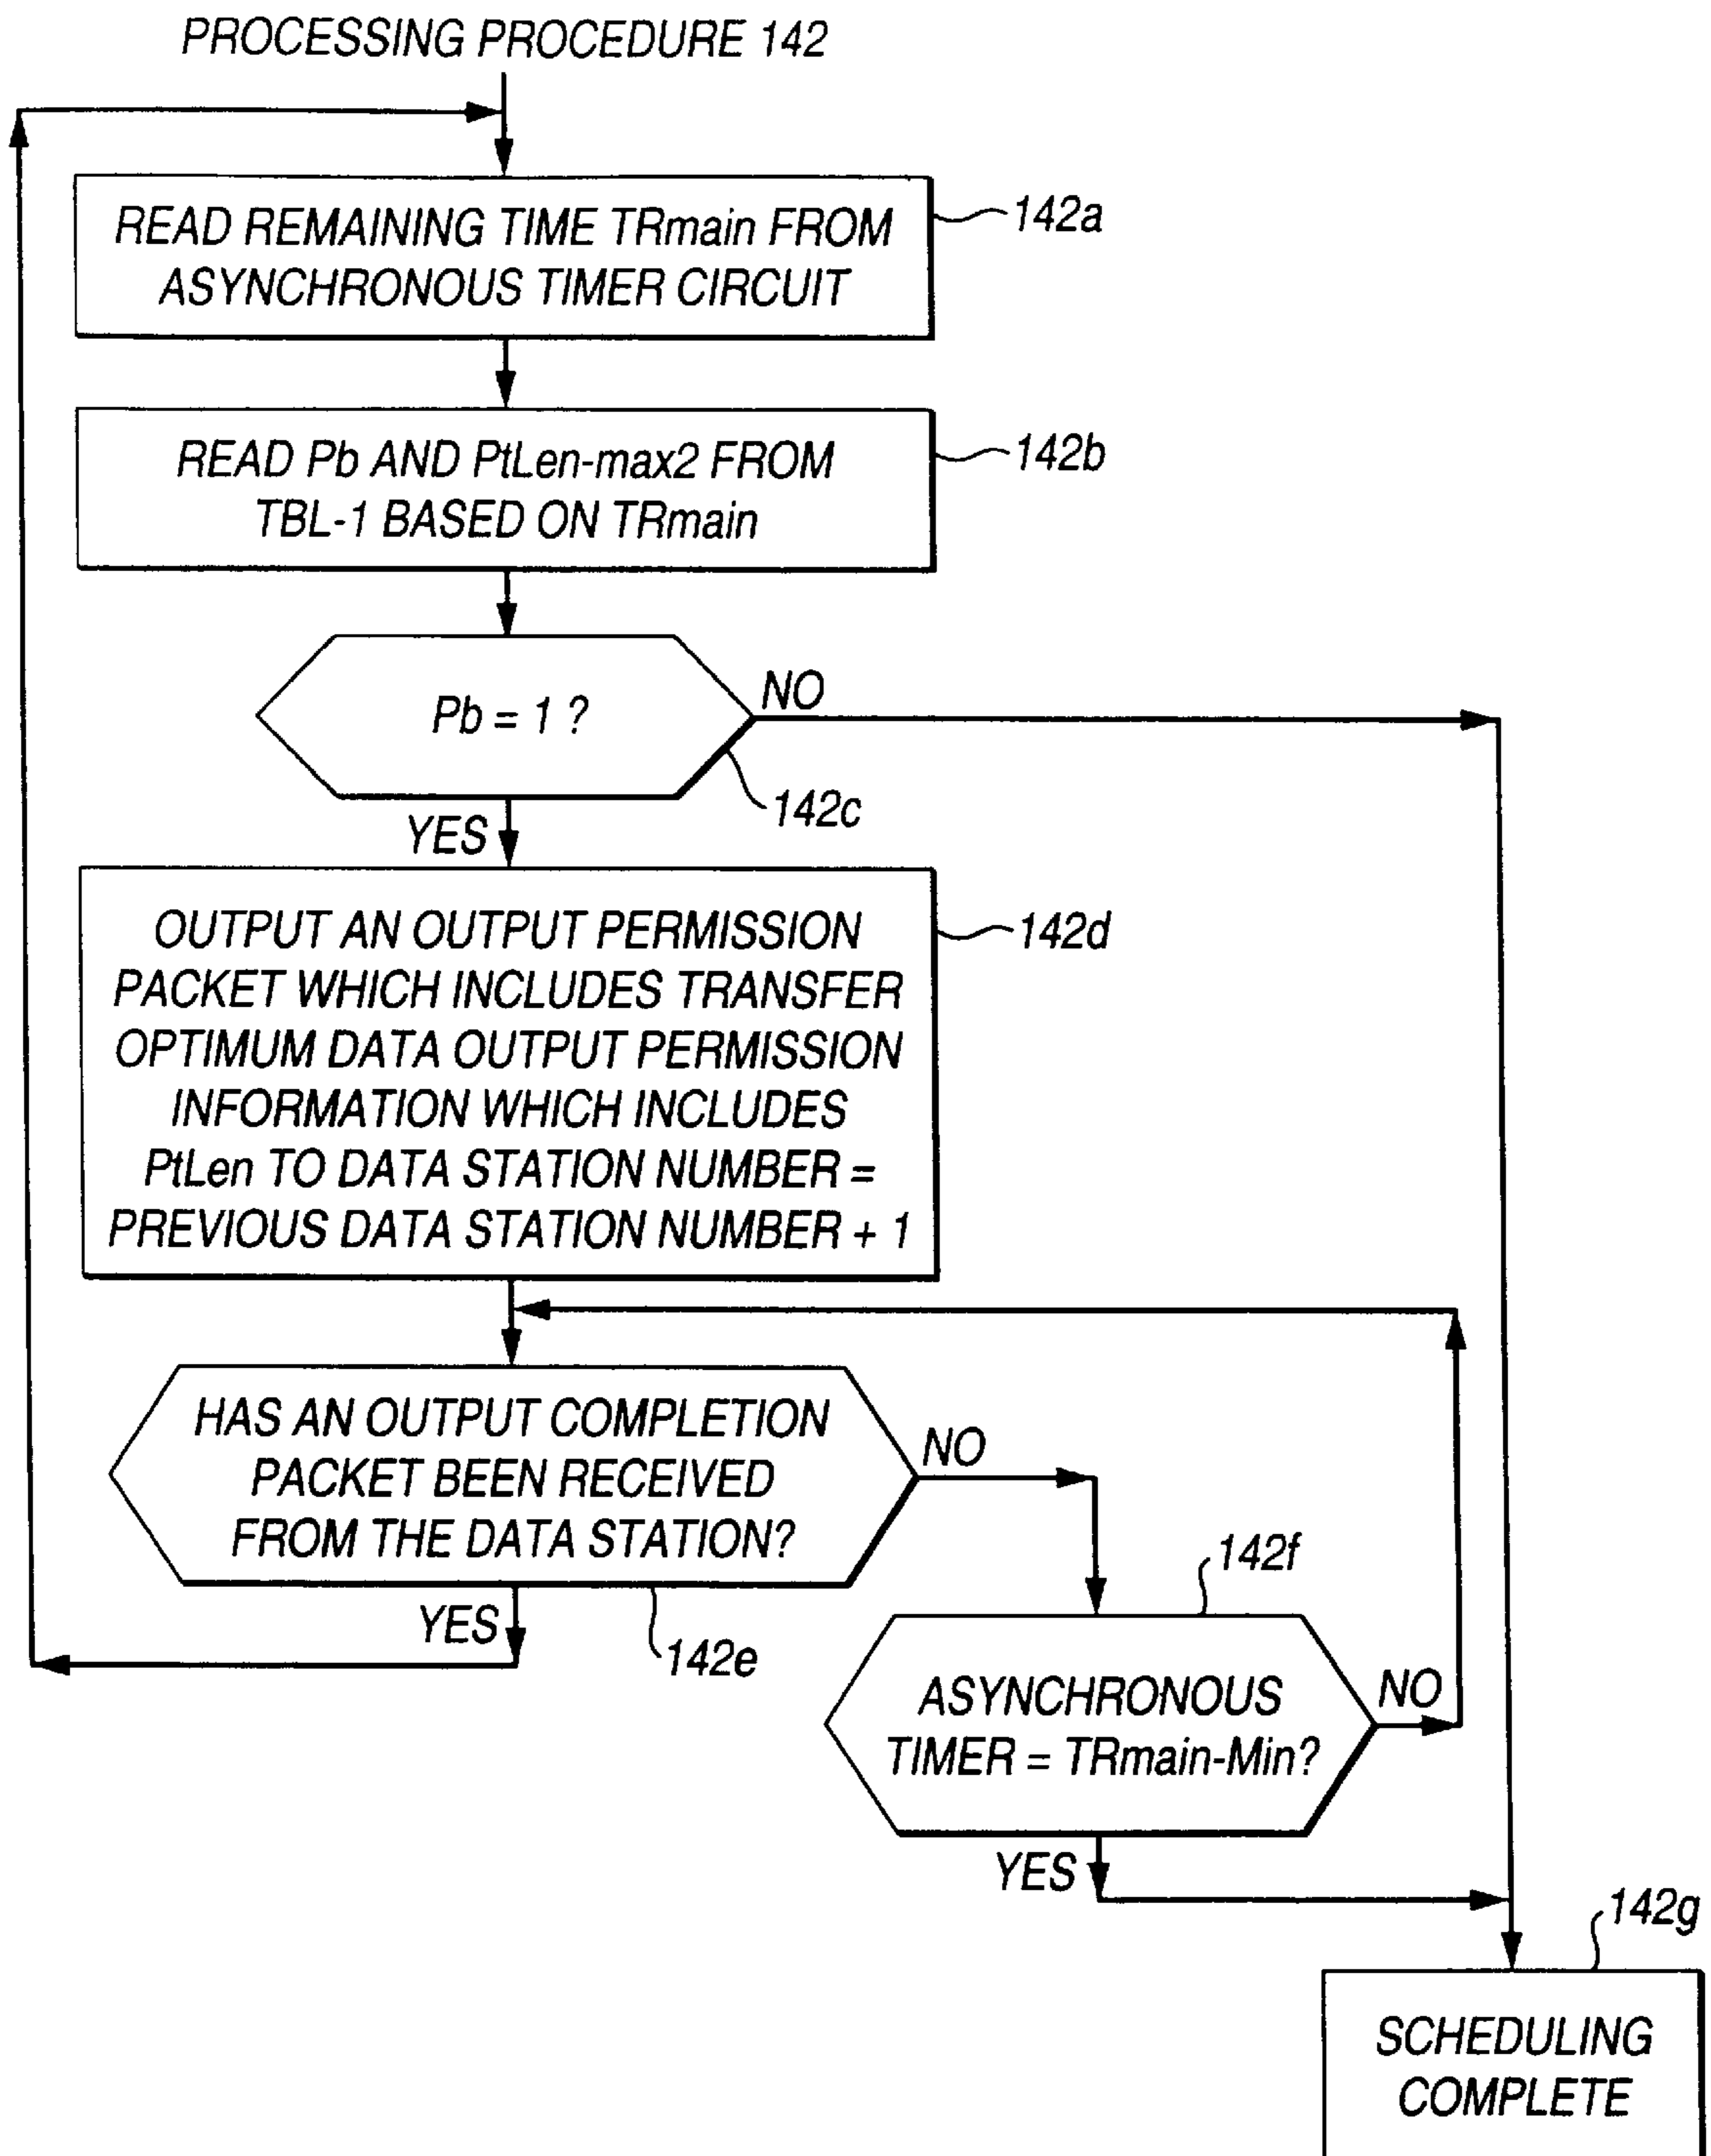 PROCESSING PROCEDURE 142
READ REMAINING TIME TRmain FROM
ASYNCHRONOUS TIMER CIRCUIT
142a
READ Pb AND PtLen-max2 FROM
TBL-1 BASED ON TRmain
142b
Pb = 1 ?
NO
142c
YES
OUTPUT AN OUTPUT PERMISSION
PACKET WHICH INCLUDES TRANSFER
OPTIMUM DATA OUTPUT PERMISSION
INFORMATION WHICH INCLUDES
PtLen TO DATA STATION NUMBER =
PREVIOUS DATA STATION NUMBER + 1
142d
HAS AN OUTPUT COMPLETION
PACKET BEEN RECEIVED
FROM THE DATA STATION?
NO
YES
142e
142f
ASYNCHRONOUS
TIMER = TRmain-Min?
NO
YES
142g
SCHEDULING
COMPLETE